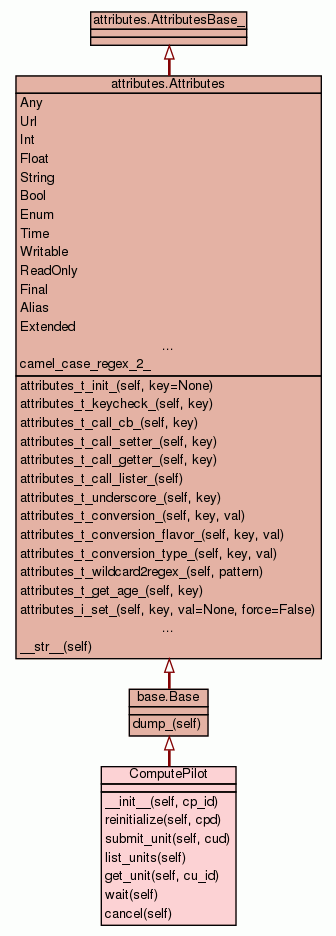 attributes.AttributesBase_
attributes.Attributes
Any
Url
Int
Float
String
Bool
Enum
Time
Writable
ReadOnly
Final
Alias
Extended
...
camel_case_regex_2_
attributes_t_init_(self, key=None)
attributes_t_keycheck_(self, key)
attributes_t_call_cb_(self, key)
attributes_t_call_setter_(self, key)
attributes_t_call_getter_(self, key)
attributes_t_call_lister_(self)
attributes_t_underscore_(self, key)
attributes_t_conversion_(self, key, val)
attributes_t_conversion_flavor_(self, key, val)
attributes_t_conversion_type_(self, key, val)
attributes_t_wildcard2regex_(self, pattern)
attributes_t_get_age_(self, key)
attributes_i_set_(self, key, val=None, force=False)
...
__str__(self)
base.Base
dump_(self)
ComputePilot
__init__(self, cp_id)
reinitialize(self, cpd)
submit_unit(self, cud)
list_units(self)
get_unit(self, cu_id)
wait(self)
cancel(self)